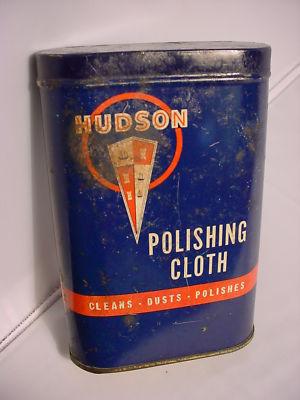 HUDSON
POLISHING
CLOTH
CLEANS - DUSTS - POLISHES